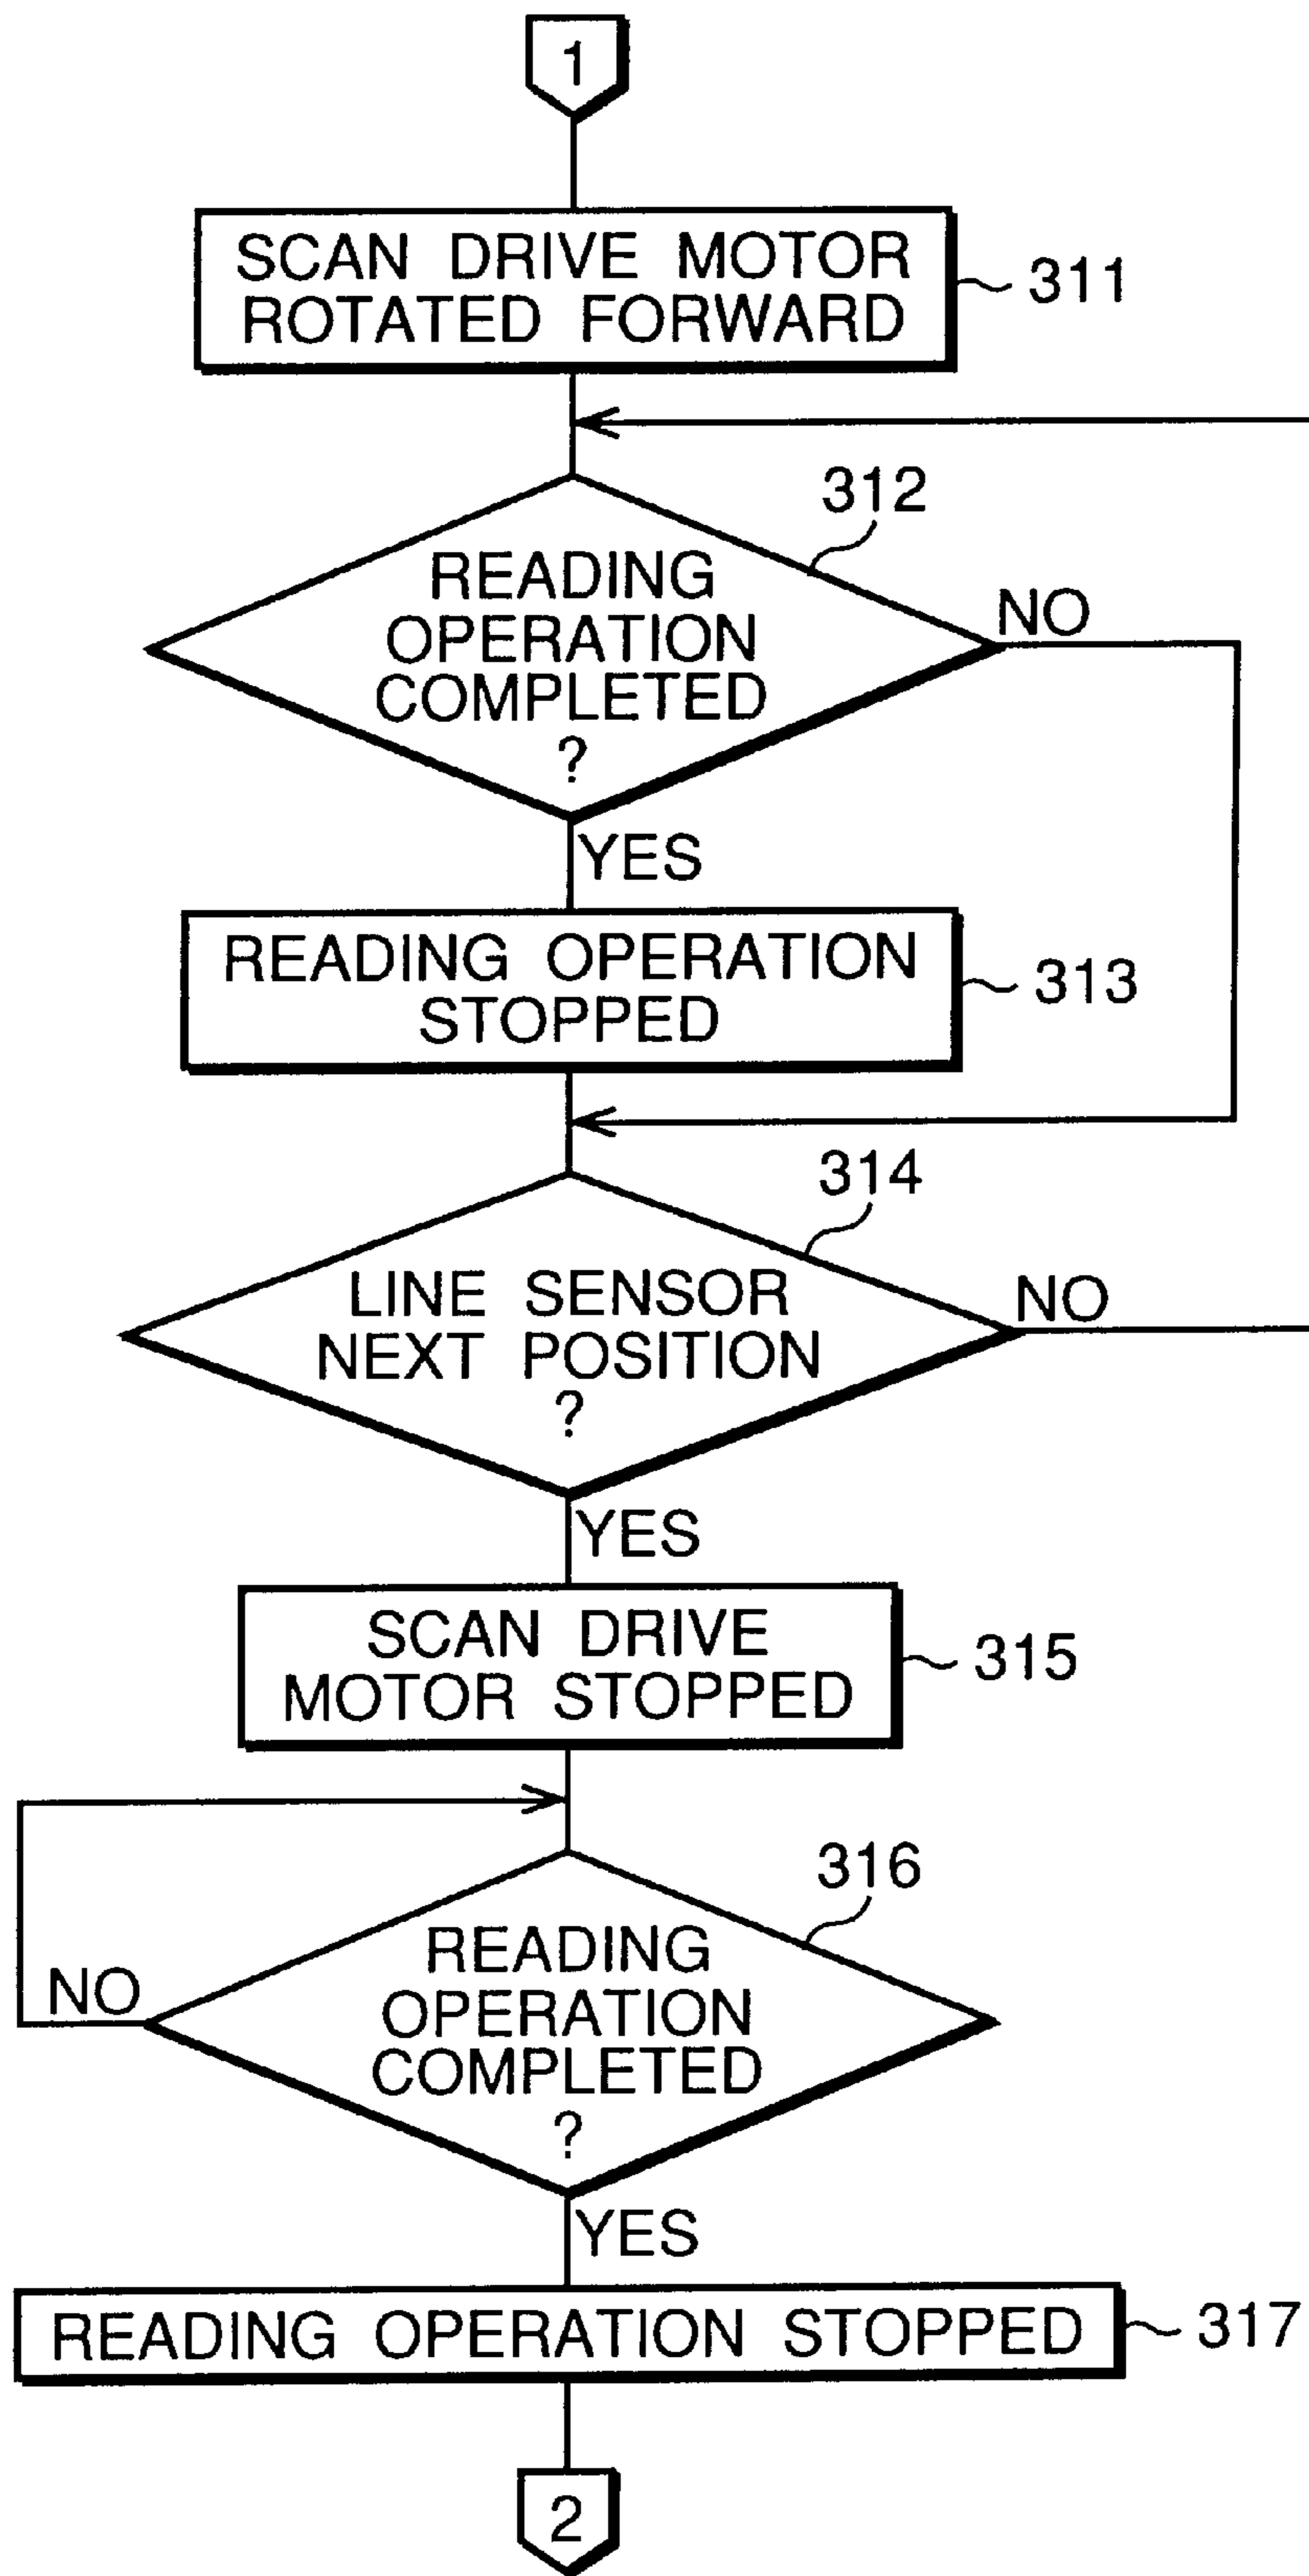 1
SCAN DRIVE MOTOR
ROTATED FORWARD
311
312
READING
OPERATION
COMPLETED
?
NO
YES
READING OPERATION
STOPPED
313
314
LINE SENSOR
NEXT POSITION
?
NO
YES
SCAN DRIVE
MOTOR STOPPED
315
316
READING
OPERATION
COMPLETED
?
NO
YES
READING OPERATION STOPPED
317
2